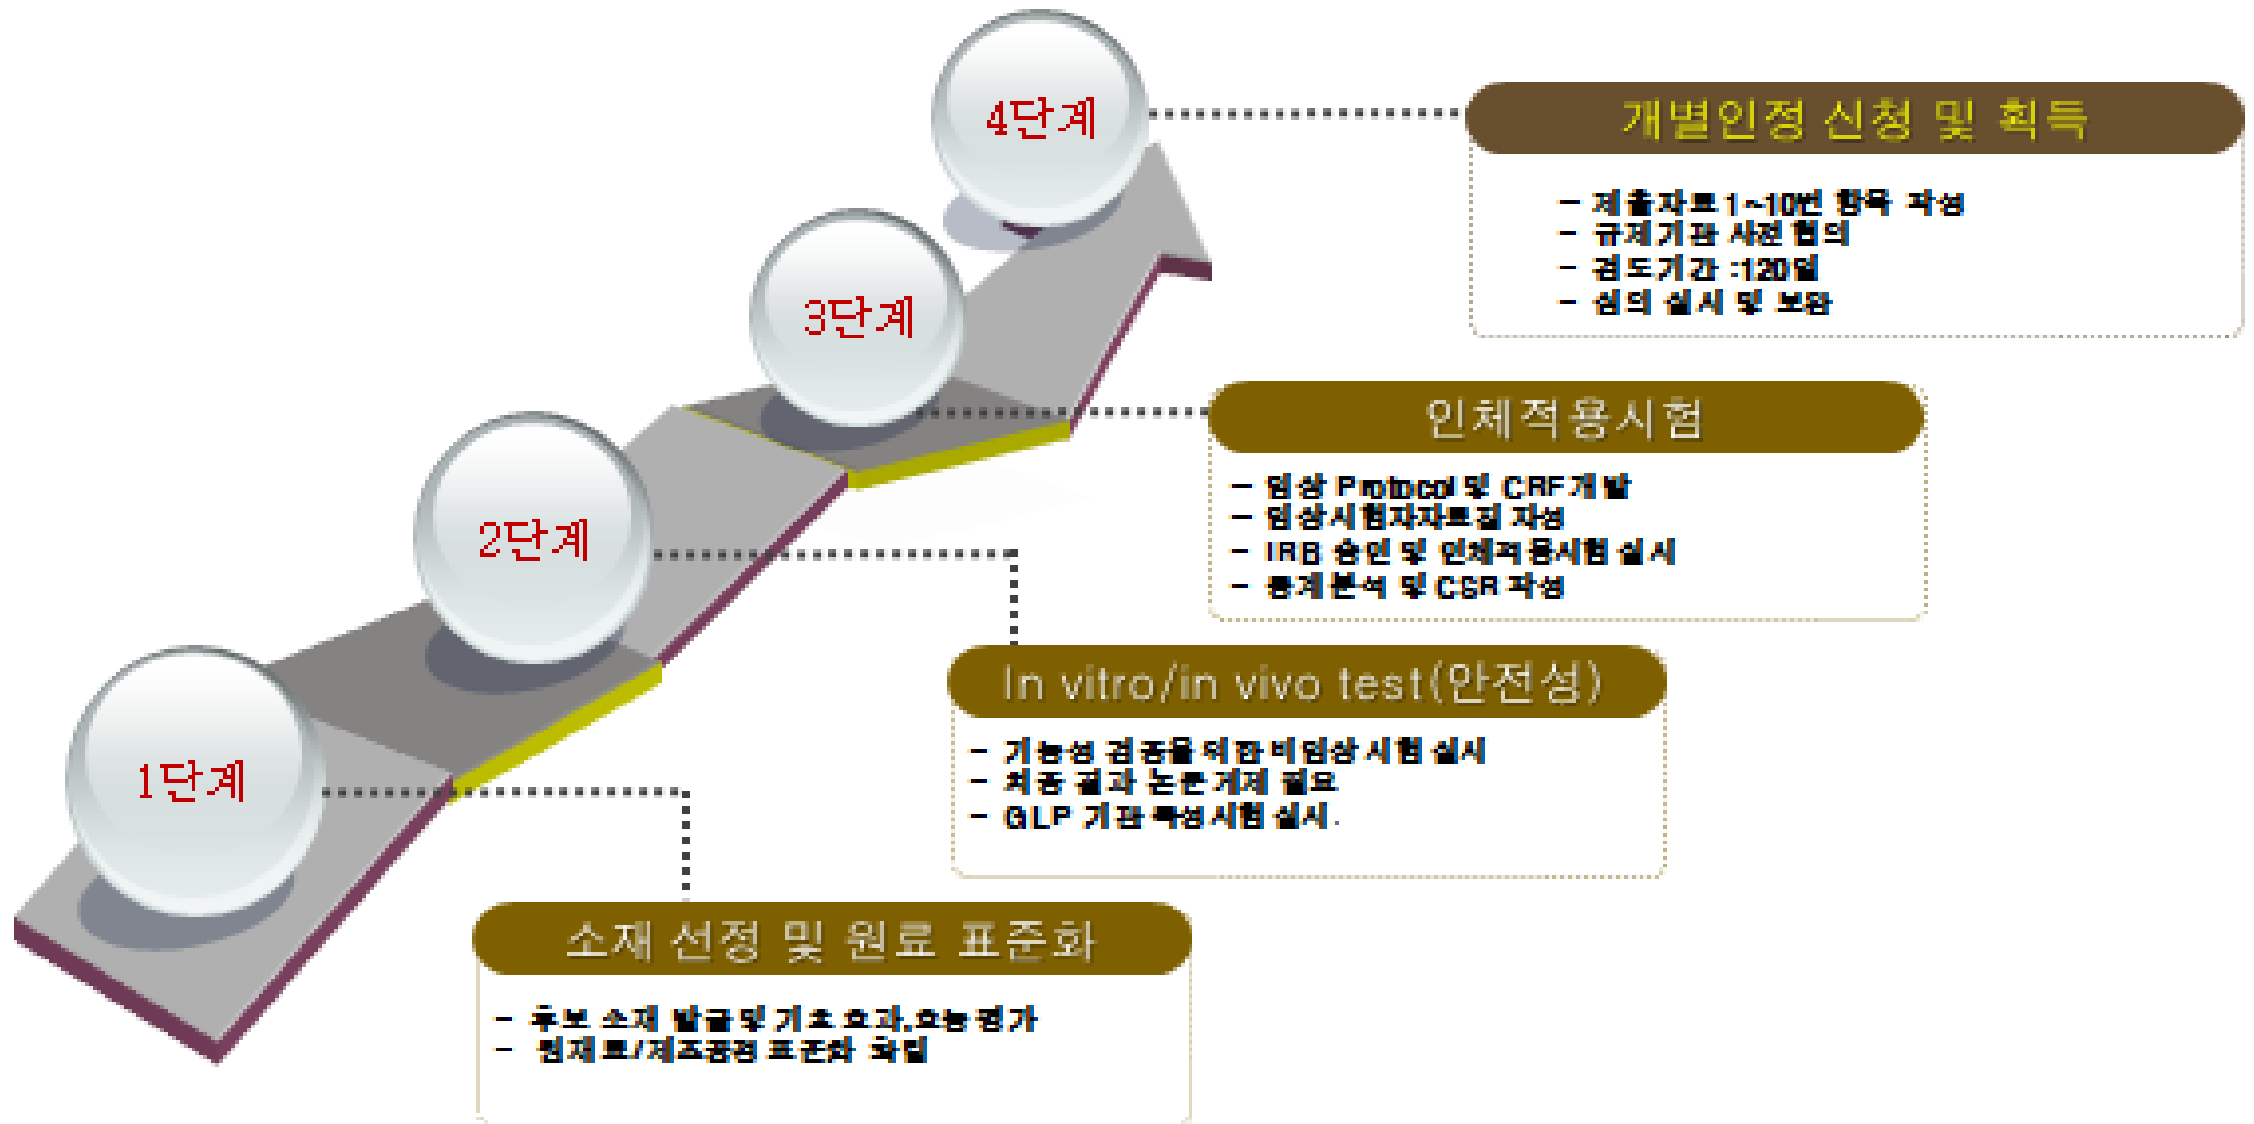 4단계
개별인정 신청 및 획득
- 제출자료 1~10번 항목 작성
- 규제기관 사전 협의
- 검토기간 :120일
- 심의 실시 및 보완
3단계
인체적용시험
- 임상 Protocol 및 CRF 개발
- 임상시험자자료집 작성
- IRB 승인 및 인체적용시험 실시
- 통계분석 및 CSR 작성
2단계
In vitro/in vivo test(안전성)
- 기능성 검증을 위한 비임상 시험 실시
- 최종 결과 논문 게제 필요
- GLP 기관 독성시험 실시.
1단계
소재 선정 및 원료 표준화
- 후보 소재 발굴 및 기초 효과,효능 평가
- 원재료/제조공정 표준화 확립